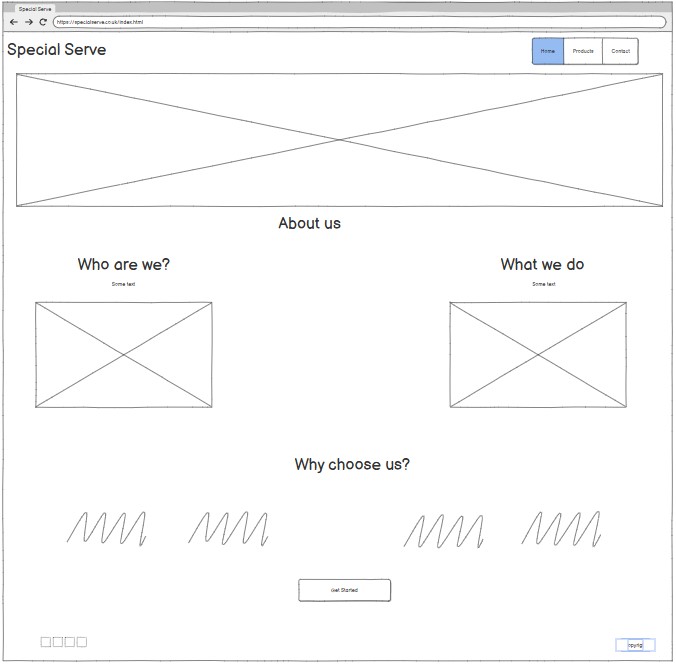 Special Serve
https://specialserve.co.uk/index.html
Special Serve
Home Products Contact
About us
Who are we? What we do
Some text Some text
Why choose us?
Get Started